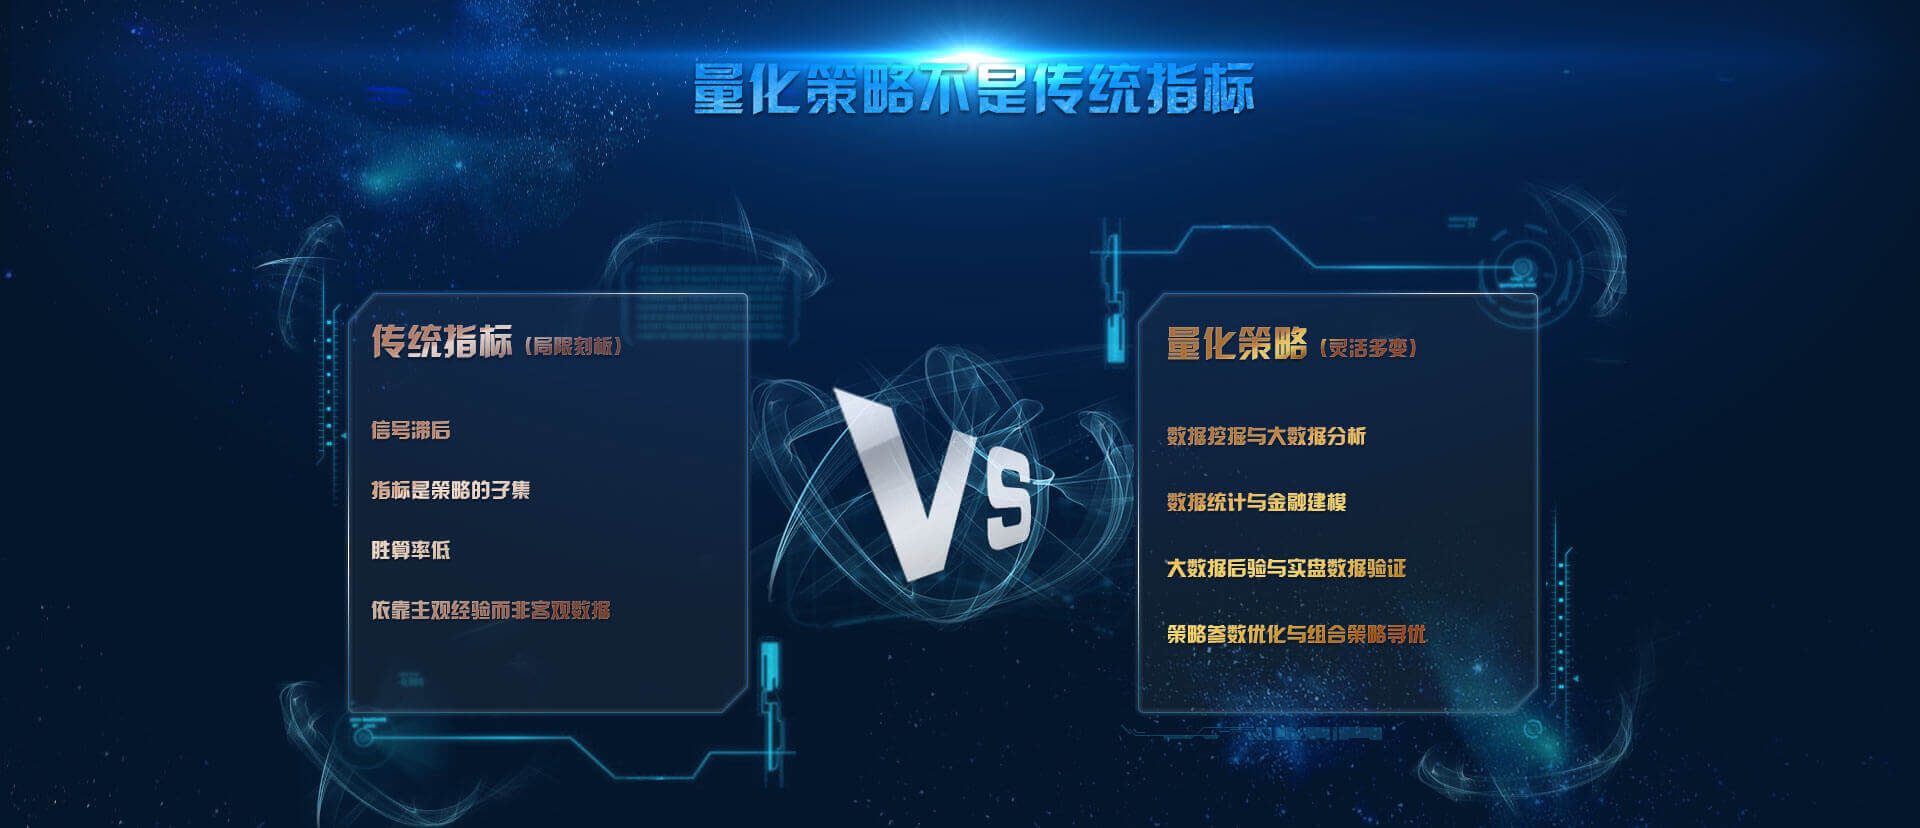 量化策略不是传统指标
传统指标（局限刻板）
信号滞后
指标是策略的子集
胜算率低
依靠主观经验而非客观数据
VS
量化策略（灵活多变）
数据挖掘与大数据分析
数据统计与金融建模
大数据后验与实盘数据验证
策略参数优化与组合策略寻优